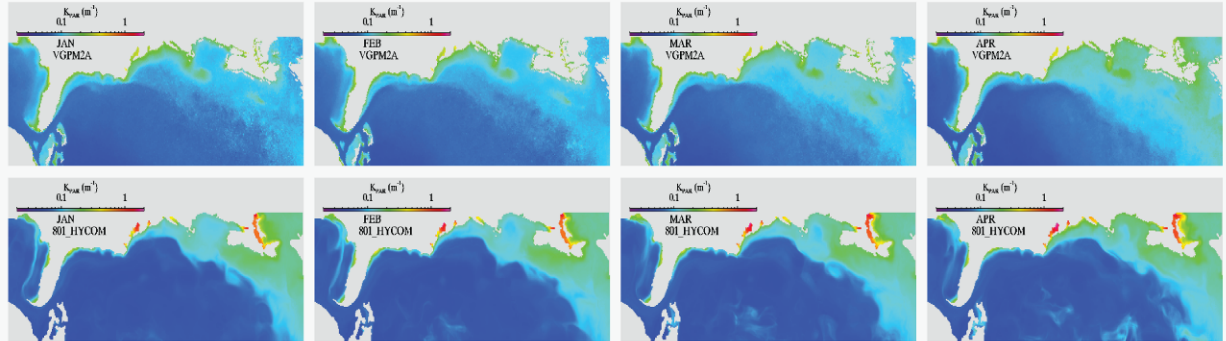 K_PAR (m⁻¹)
0.1 1
JAN
VGPM2A
K_PAR (m⁻¹)
0.1 1
FEB
VGPM2A
K_PAR (m⁻¹)
0.1 1
MAR
VGPM2A
K_PAR (m⁻¹)
0.1 1
APR
VGPM2A
K_PAR (m⁻¹)
0.1 1
JAN
801_HYCOM
K_PAR (m⁻¹)
0.1 1
FEB
801_HYCOM
K_PAR (m⁻¹)
0.1 1
MAR
801_HYCOM
K_PAR (m⁻¹)
0.1 1
APR
801_HYCOM